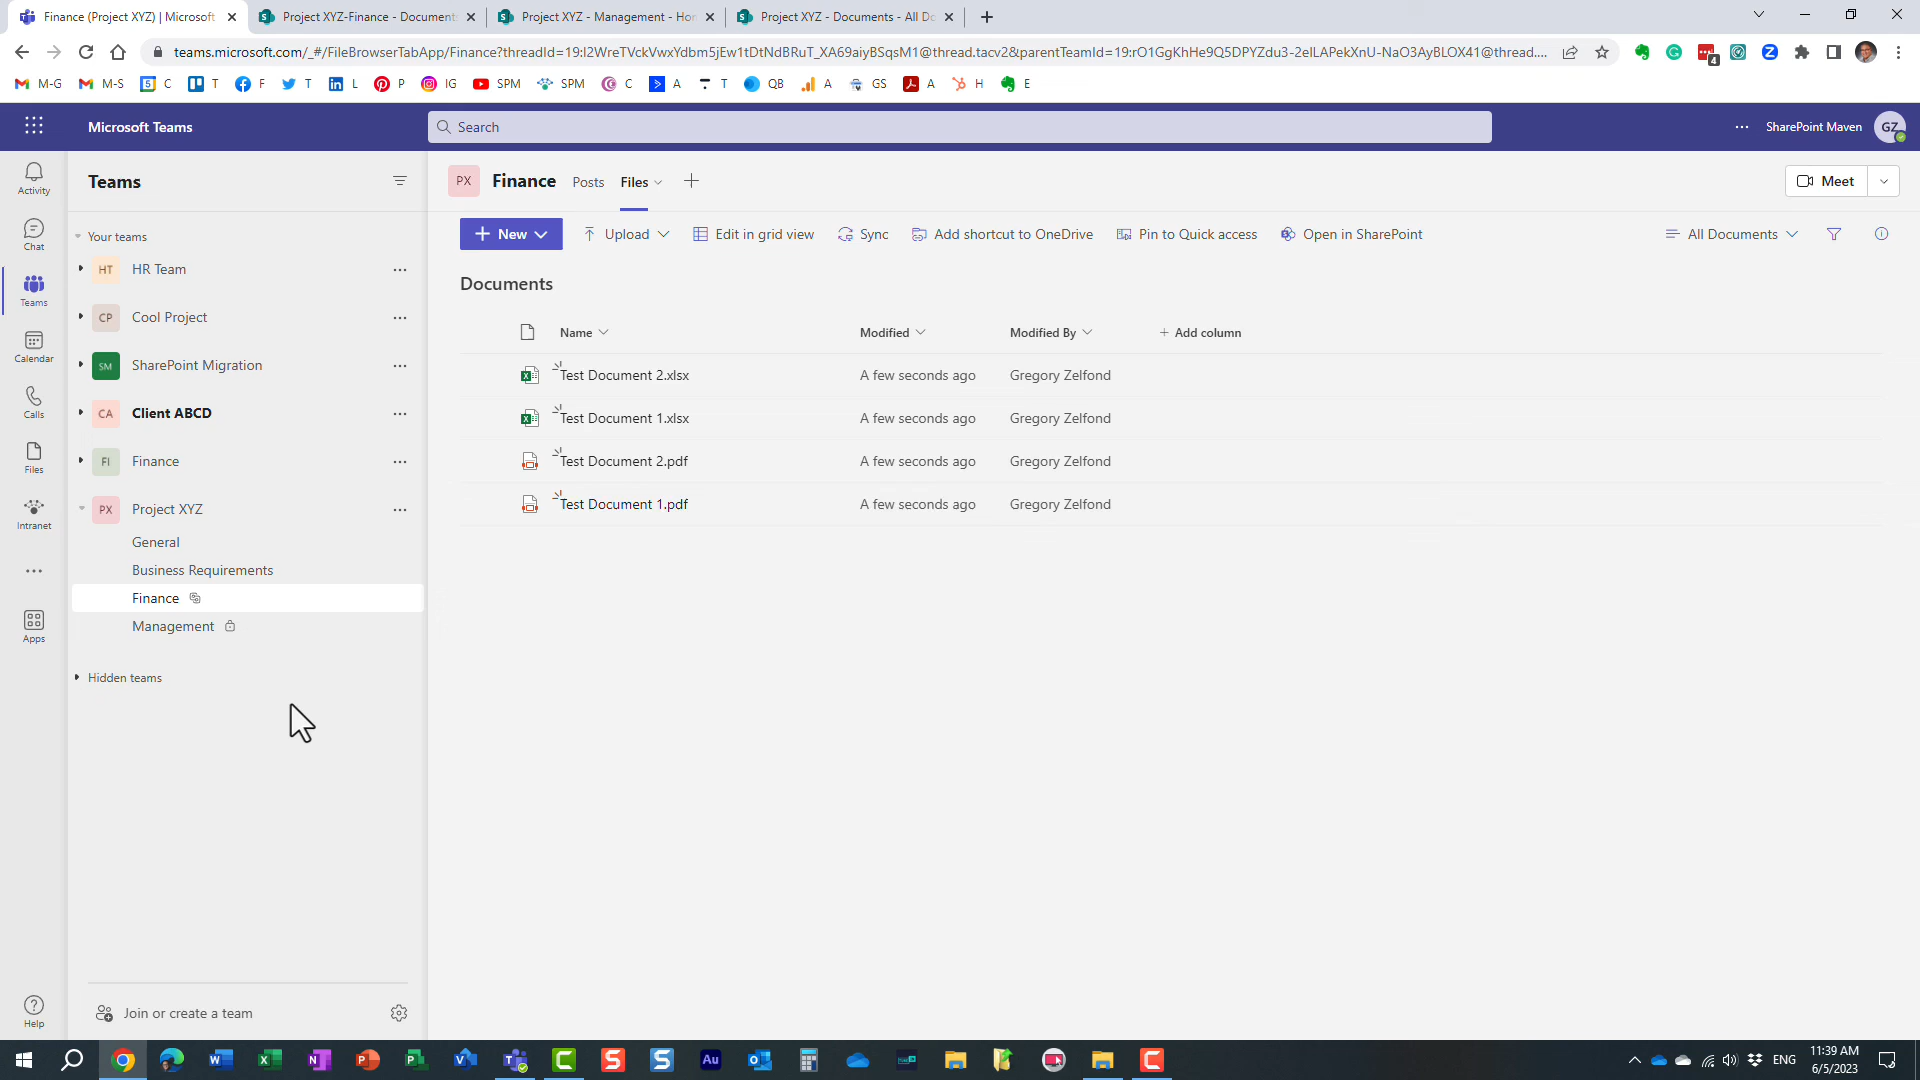 Finance (Project XYZ) | Microsoft
Project XYZ-Finance - Document
Project XYZ - Management - Hor
Project XYZ - Documents - All Do
teams.microsoft.com/_#/FileBrowserTabApp/Finance?threadId=19:l2WreTVckVwxYdbm5jEw1tDtNdBRuT_XA69aiyBSqsM1@thread.tacv2&parentTeamId=19:rO1GgKhHe9Q5DPYZdu3-2eILAPekXnU-NaO3AyBLOX41@thread....
4
M-G M-S 5 C T F T L P IG SPM SPM C A T QB A GS A H E
Microsoft Teams
Search
SharePoint Maven
GZ
Activity
Chat
Teams
Calendar
Calls
Files
Intranet
Apps
Help
Teams
Your teams
HT HR Team
CP Cool Project
SM SharePoint Migration
CA Client ABCD
FI Finance
PX Project XYZ
General
Business Requirements
Finance
Management
Hidden teams
Join or create a team
PX Finance Posts Files
Meet
New Upload Edit in grid view Sync Add shortcut to OneDrive Pin to Quick access Open in SharePoint
All Documents
Documents
Name Modified Modified By Add column
Test Document 2.xlsx A few seconds ago Gregory Zelfond
Test Document 1.xlsx A few seconds ago Gregory Zelfond
Test Document 2.pdf A few seconds ago Gregory Zelfond
Test Document 1.pdf A few seconds ago Gregory Zelfond
ENG
11:39 AM
6/5/2023